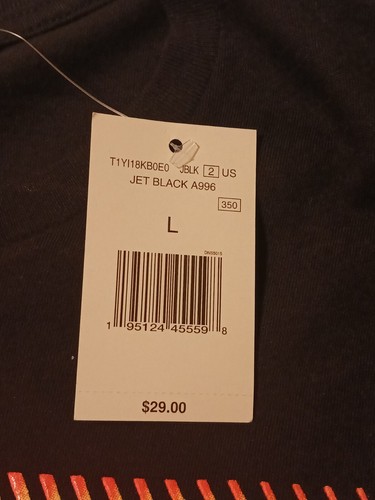 T1YI18KB0E0 JBLK 2 US
JET BLACK A996
350
L
1 95124 45559 8
$29.00